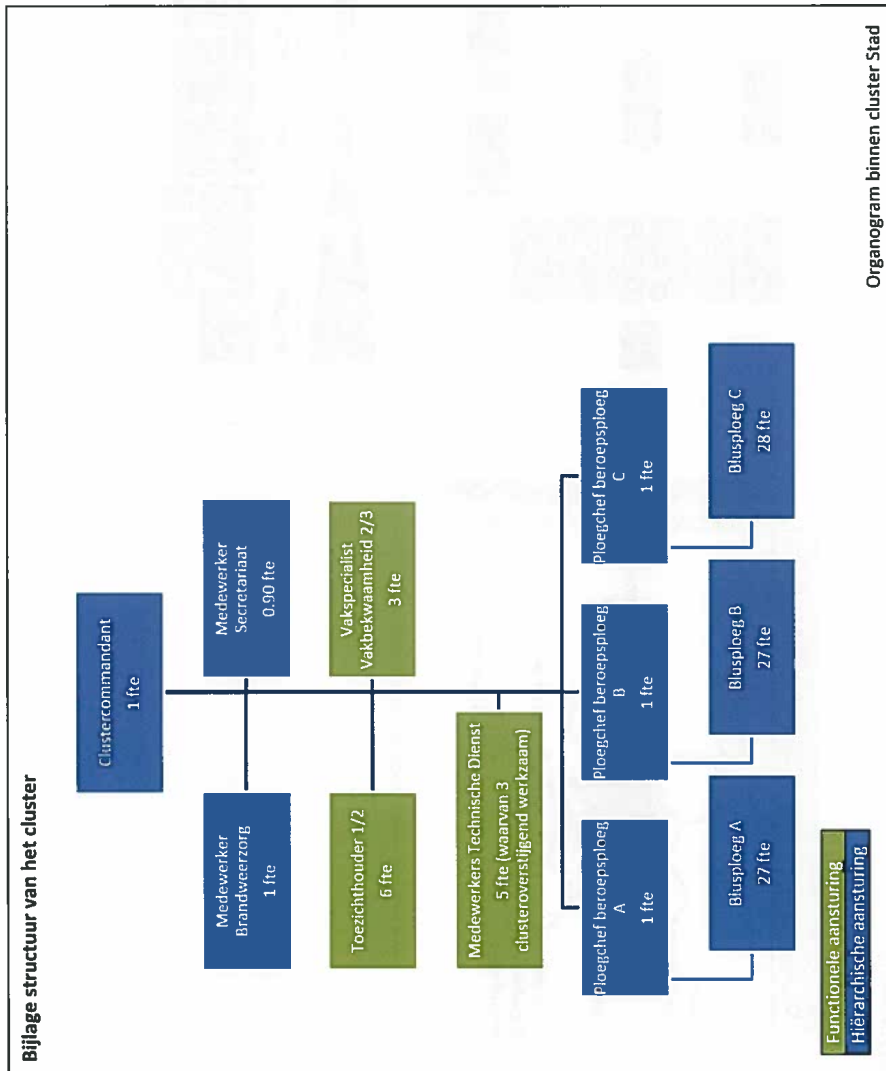 Bijlage structuur van het cluster
Clustercommandant
1 fte
Medewerker
Brandweerzorg
1 fte
Medewerker
Secretariaat
0.90 fte
Toezichthouder 1/2
6 fte
Vakspecialist
Vakbekwaamheid 2/3
3 fte
Medewerkers Technische Dienst
5 fte (waarvan 3
clusteroverstijgend werkzaam)
Ploegchef beroepsploeg
A
1 fte
Ploegchef beroepsploeg
B
1 fte
Ploegchef beroepsploeg
C
1 fte
Blusploeg A
27 fte
Blusploeg B
27 fte
Blusploeg C
28 fte
Functionele aansturing
Hiërarchische aansturing
Organogram binnen cluster Stad